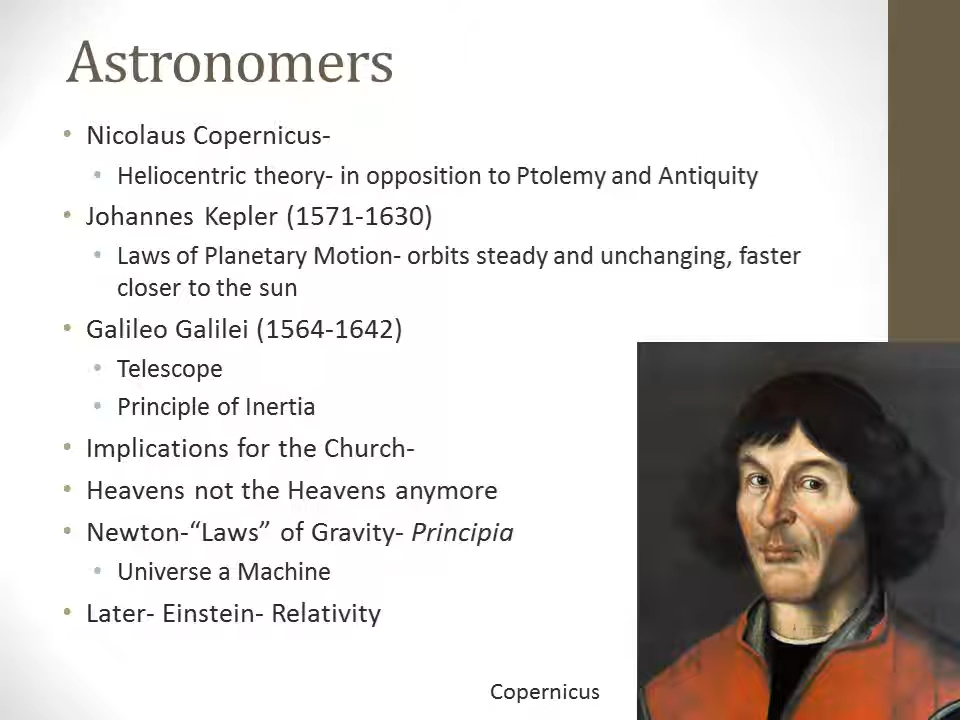 Astronomers
• Nicolaus Copernicus-
• Heliocentric theory- in opposition to Ptolemy and Antiquity
• Johannes Kepler (1571-1630)
• Laws of Planetary Motion- orbits steady and unchanging, faster
closer to the sun
• Galileo Galilei (1564-1642)
• Telescope
• Principle of Inertia
• Implications for the Church-
• Heavens not the Heavens anymore
• Newton-“Laws” of Gravity- Principia
• Universe a Machine
• Later- Einstein- Relativity
Copernicus